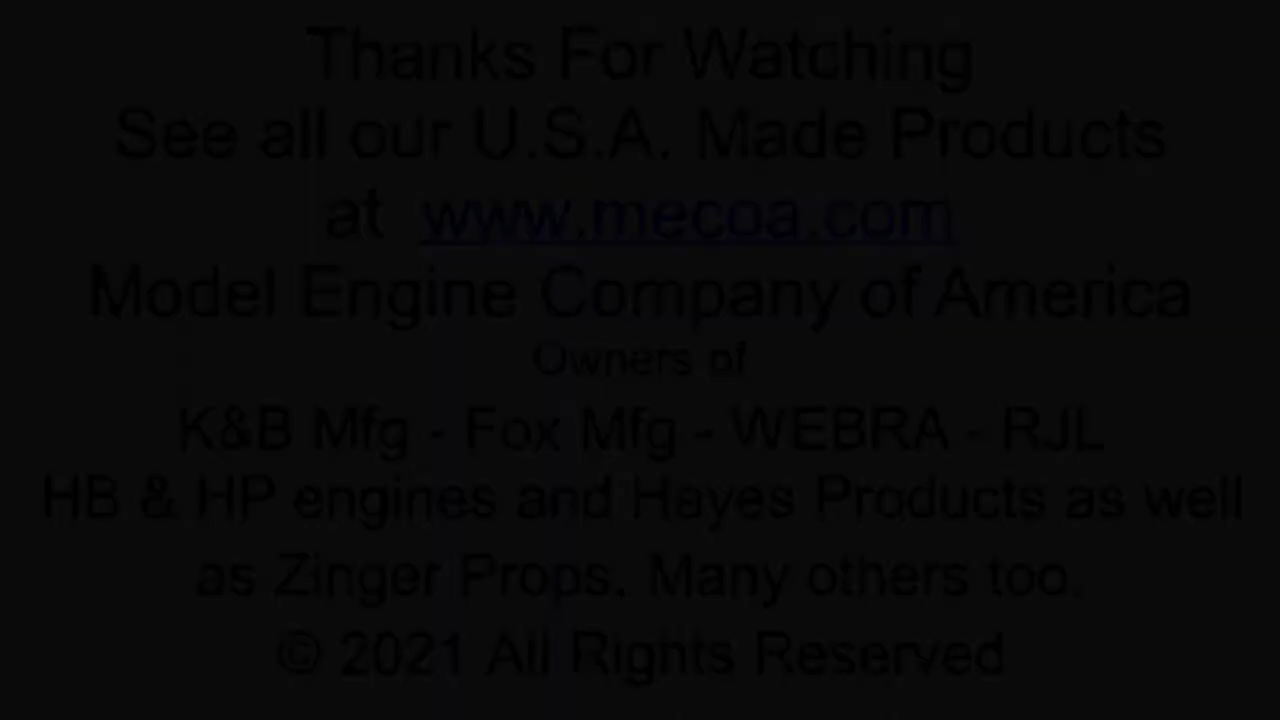 Thanks For Watching
See all our U.S.A. Made Products
at www.mecoa.com
Model Engine Company of America
Owners of
K&B Mfg - Fox Mfg - WEBRA - RJL
HB & HP engines and Hayes Products as well
as Zinger Props. Many others too.
© 2021 All Rights Reserved